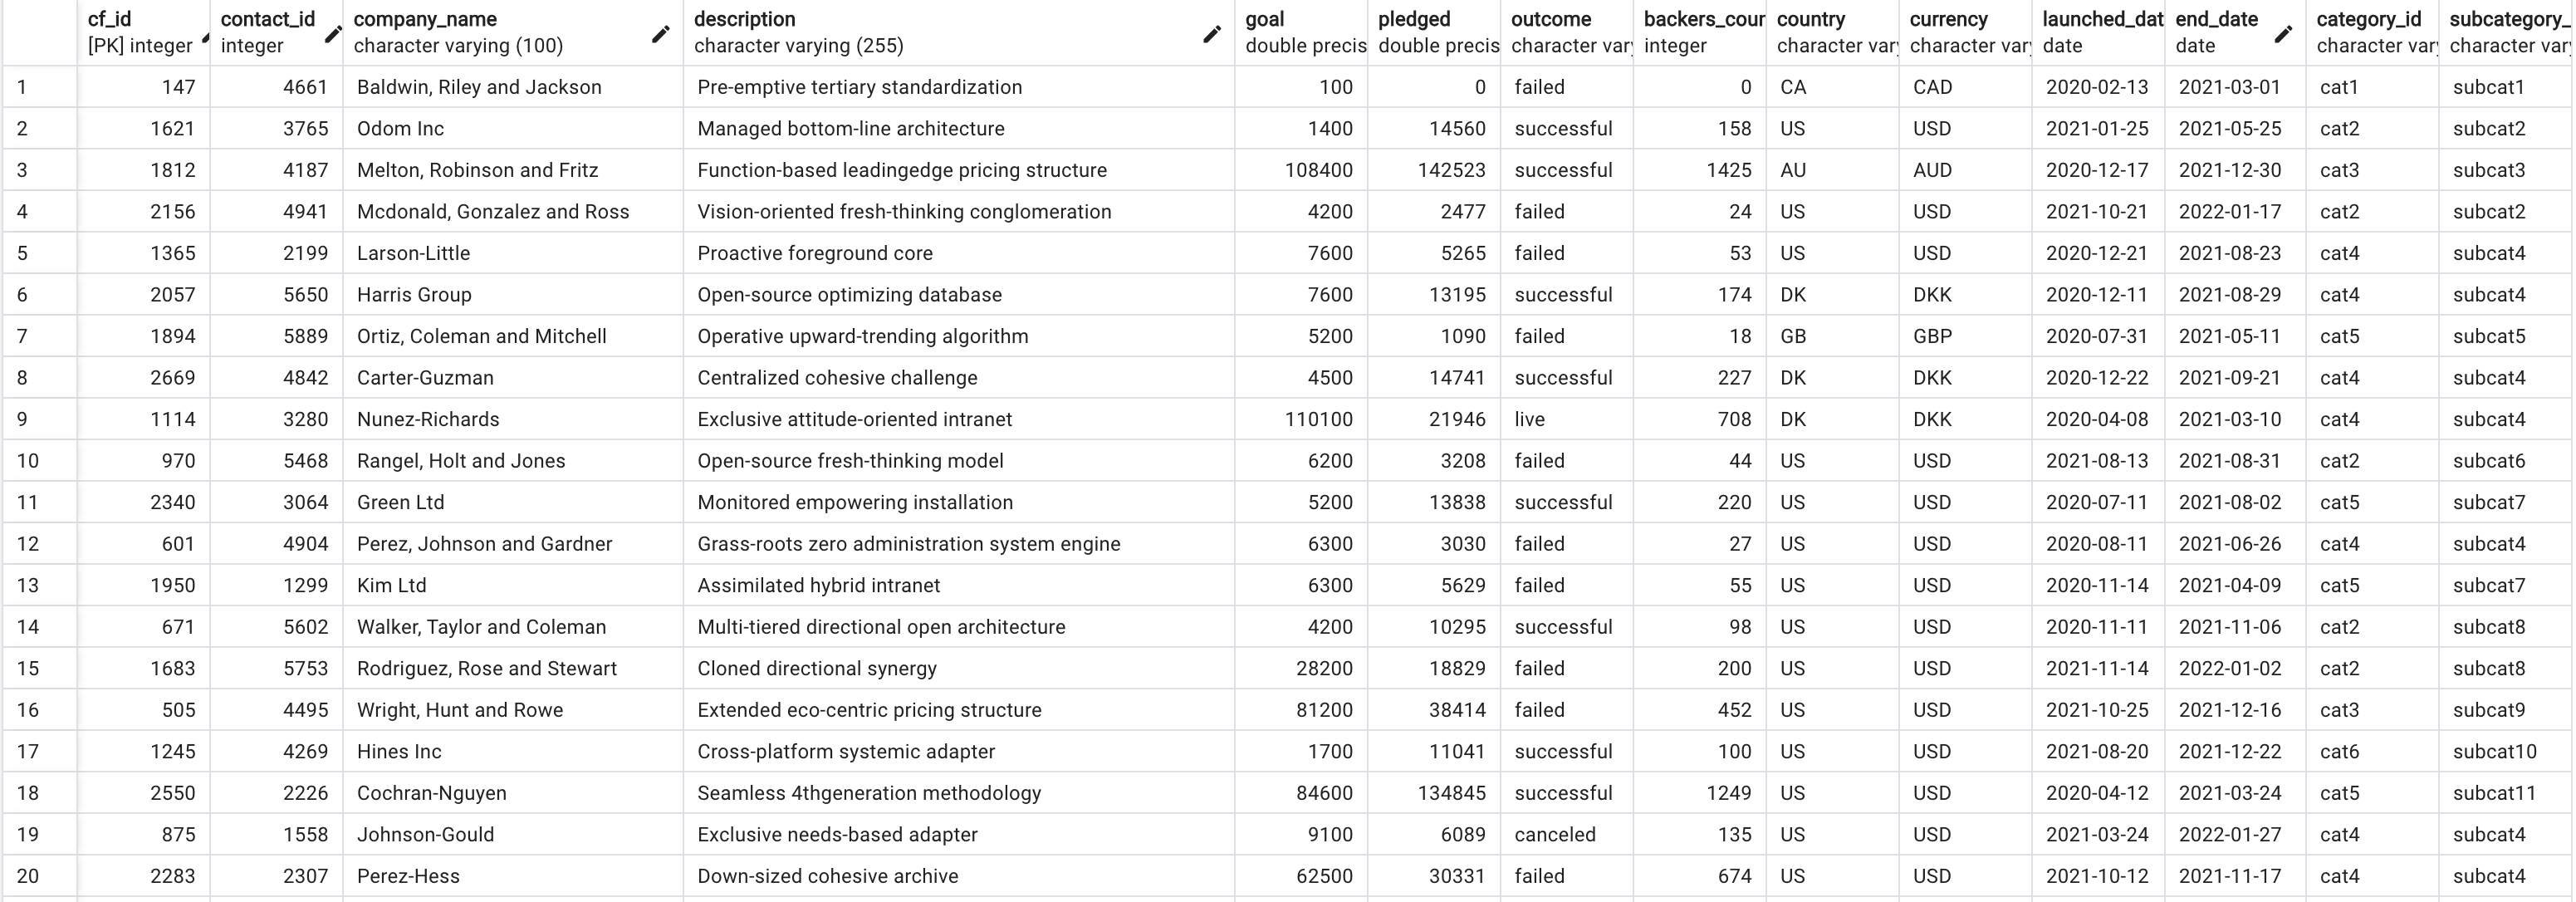 cf_id contact_id company_name description goal pledged outcome backers_cour country currency launched_dat end_date category_id subcategory_
[PK] integer integer character varying (100) character varying (255) double precis double precis character var integer character vary character var date date character var character var
1 147 4661 Baldwin, Riley and Jackson Pre-emptive tertiary standardization 100 0 failed 0 CA CAD 2020-02-13 2021-03-01 cat1 subcat1
2 1621 3765 Odom Inc Managed bottom-line architecture 1400 14560 successful 158 US USD 2021-01-25 2021-05-25 cat2 subcat2
3 1812 4187 Melton, Robinson and Fritz Function-based leadingedge pricing structure 108400 142523 successful 1425 AU AUD 2020-12-17 2021-12-30 cat3 subcat3
4 2156 4941 Mcdonald, Gonzalez and Ross Vision-oriented fresh-thinking conglomeration 4200 2477 failed 24 US USD 2021-10-21 2022-01-17 cat2 subcat2
5 1365 2199 Larson-Little Proactive foreground core 7600 5265 failed 53 US USD 2020-12-21 2021-08-23 cat4 subcat4
6 2057 5650 Harris Group Open-source optimizing database 7600 13195 successful 174 DK DKK 2020-12-11 2021-08-29 cat4 subcat4
7 1894 5889 Ortiz, Coleman and Mitchell Operative upward-trending algorithm 5200 1090 failed 18 GB GBP 2020-07-31 2021-05-11 cat5 subcat5
8 2669 4842 Carter-Guzman Centralized cohesive challenge 4500 14741 successful 227 DK DKK 2020-12-22 2021-09-21 cat4 subcat4
9 1114 3280 Nunez-Richards Exclusive attitude-oriented intranet 110100 21946 live 708 DK DKK 2020-04-08 2021-03-10 cat4 subcat4
10 970 5468 Rangel, Holt and Jones Open-source fresh-thinking model 6200 3208 failed 44 US USD 2021-08-13 2021-08-31 cat2 subcat6
11 2340 3064 Green Ltd Monitored empowering installation 5200 13838 successful 220 US USD 2020-07-11 2021-08-02 cat5 subcat7
12 601 4904 Perez, Johnson and Gardner Grass-roots zero administration system engine 6300 3030 failed 27 US USD 2020-08-11 2021-06-26 cat4 subcat4
13 1950 1299 Kim Ltd Assimilated hybrid intranet 6300 5629 failed 55 US USD 2020-11-14 2021-04-09 cat5 subcat7
14 671 5602 Walker, Taylor and Coleman Multi-tiered directional open architecture 4200 10295 successful 98 US USD 2020-11-11 2021-11-06 cat2 subcat8
15 1683 5753 Rodriguez, Rose and Stewart Cloned directional synergy 28200 18829 failed 200 US USD 2021-11-14 2022-01-02 cat2 subcat8
16 505 4495 Wright, Hunt and Rowe Extended eco-centric pricing structure 81200 38414 failed 452 US USD 2021-10-25 2021-12-16 cat3 subcat9
17 1245 4269 Hines Inc Cross-platform systemic adapter 1700 11041 successful 100 US USD 2021-08-20 2021-12-22 cat6 subcat10
18 2550 2226 Cochran-Nguyen Seamless 4thgeneration methodology 84600 134845 successful 1249 US USD 2020-04-12 2021-03-24 cat5 subcat11
19 875 1558 Johnson-Gould Exclusive needs-based adapter 9100 6089 canceled 135 US USD 2021-03-24 2022-01-27 cat4 subcat4
20 2283 2307 Perez-Hess Down-sized cohesive archive 62500 30331 failed 674 US USD 2021-10-12 2021-11-17 cat4 subcat4